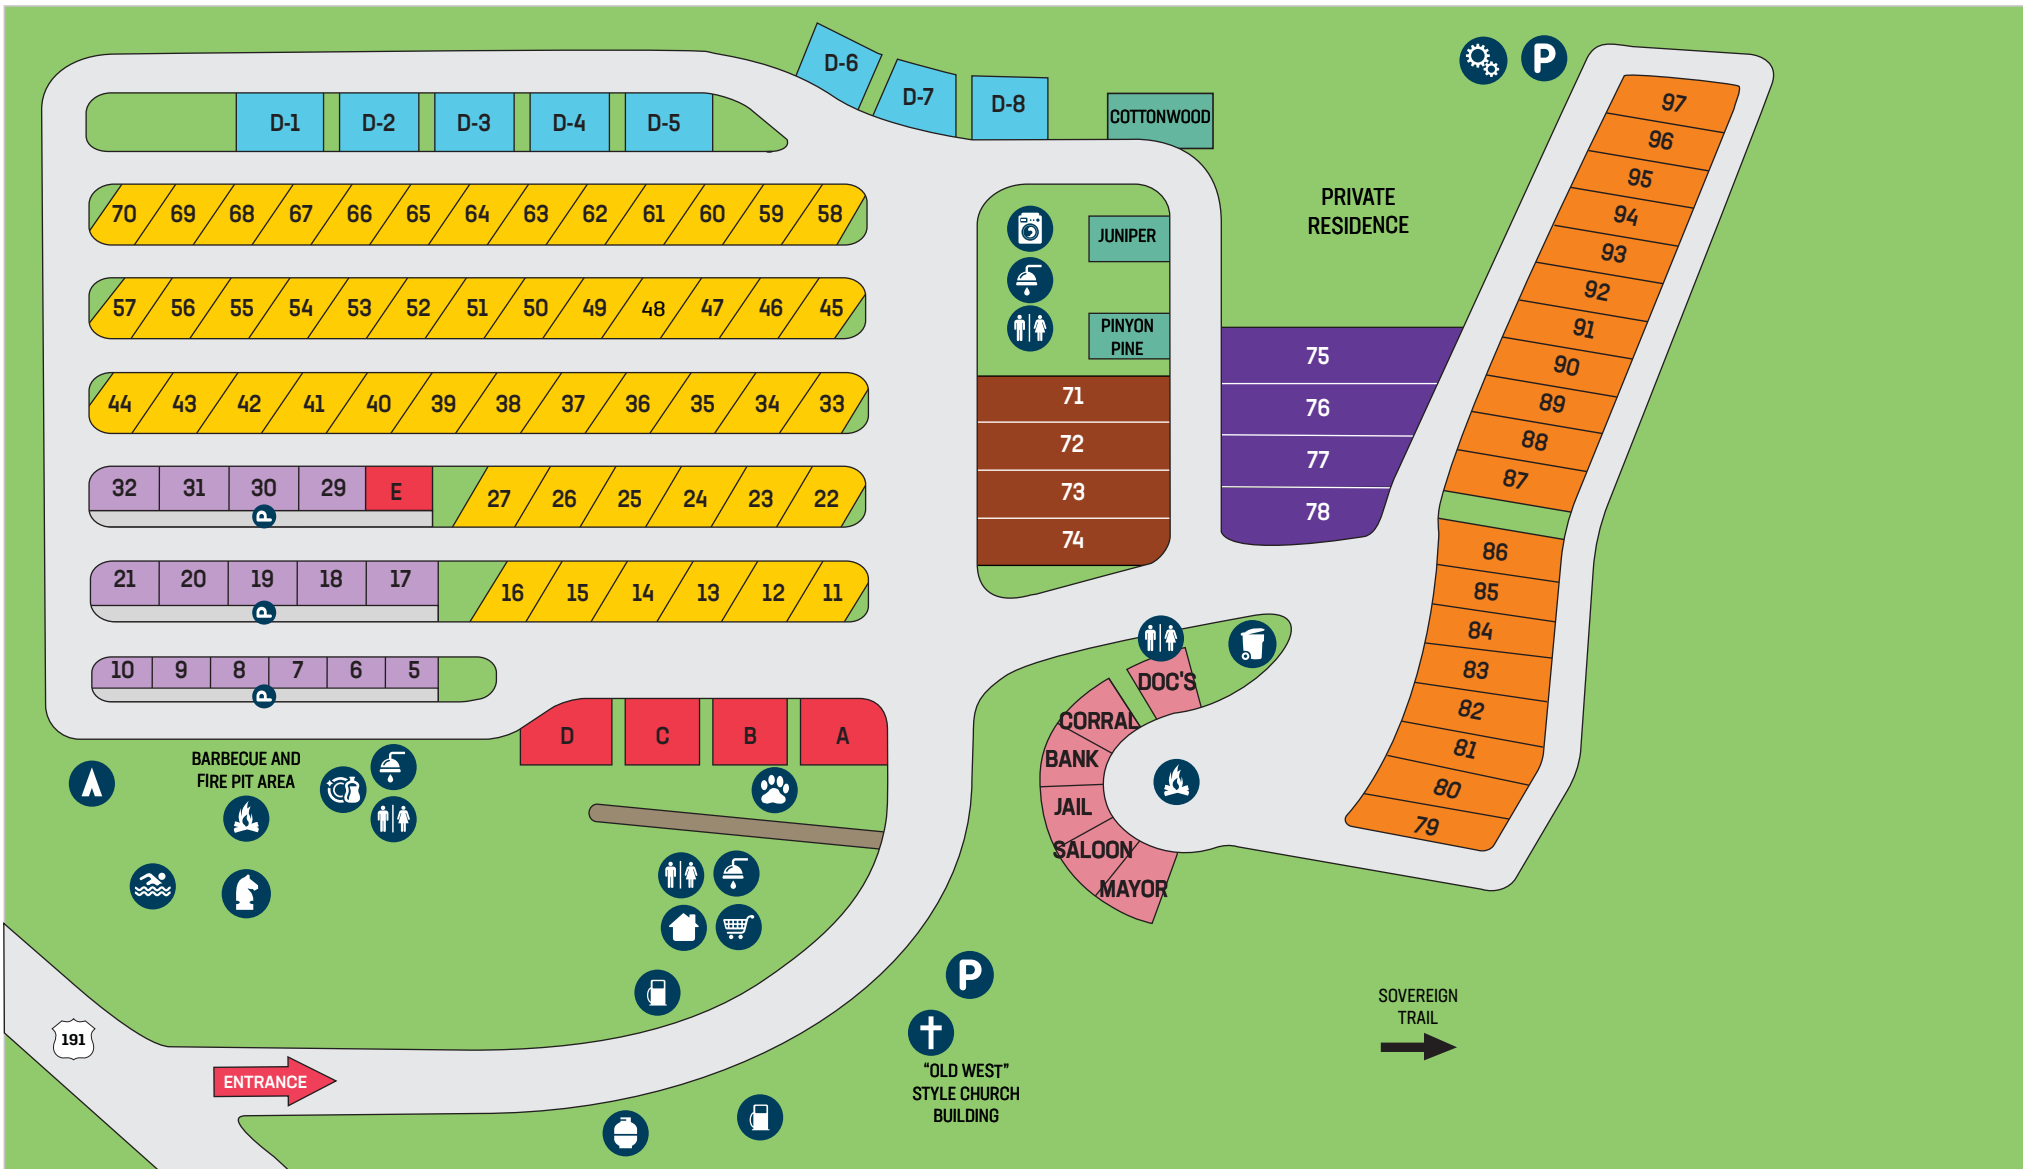 D-6
D-7
D-8
COTTONWOOD
D-1 D-2 D-3 D-4 D-5
P
70 69 68 67 66 65 64 63 62 61 60 59 58
57 56 55 54 53 52 51 50 49 48 47 46 45
44 43 42 41 40 39 38 37 36 35 34 33
32 31 30 29 E 27 26 25 24 23 22
P
21 20 19 18 17 16 15 14 13 12 11
P
10 9 8 7 6 5
P
D C B A
JUNIPER
PINYON
PINE
71
72
73
74
PRIVATE
RESIDENCE
75
76
77
78
97
96
95
94
93
92
91
90
89
88
87
86
85
84
83
82
81
80
79
DOC'S
CORRAL
BANK
JAIL
SALOON
MAYOR
BARBECUE AND
FIRE PIT AREA
P
"OLD WEST"
STYLE CHURCH
BUILDING
SOVEREIGN
TRAIL
191
ENTRANCE